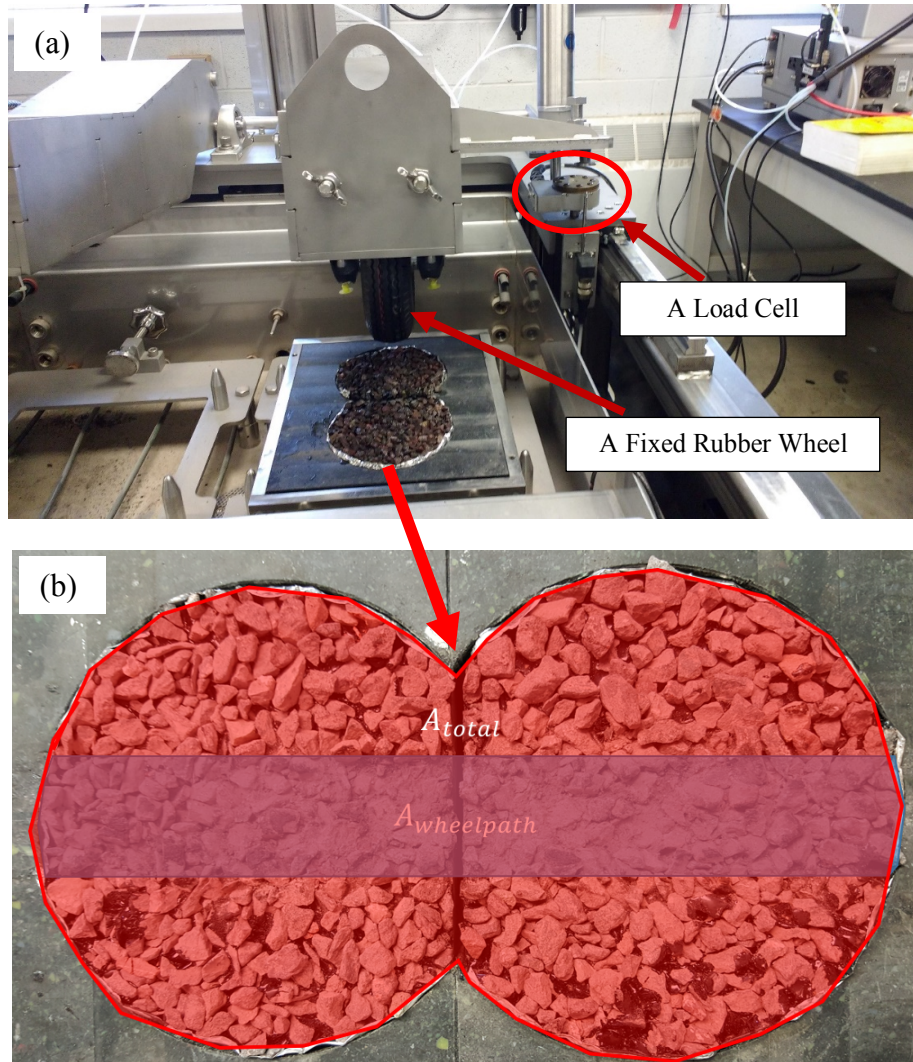 (a)
A Load Cell
A Fixed Rubber Wheel
(b)
A_total
A_wheelpath